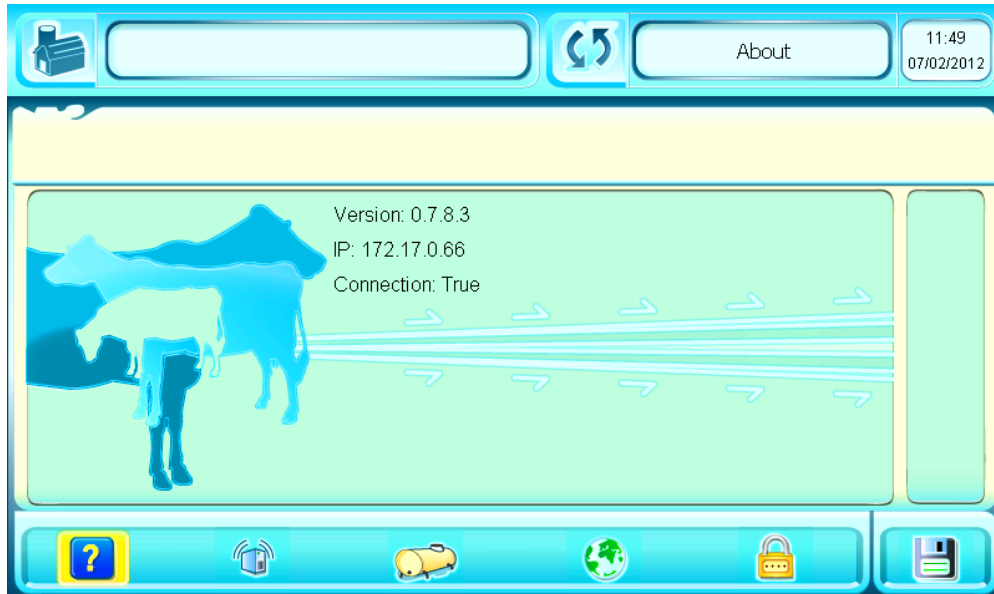 About
11:49
07/02/2012
Version: 0.7.8.3
IP: 172.17.0.66
Connection: True
?